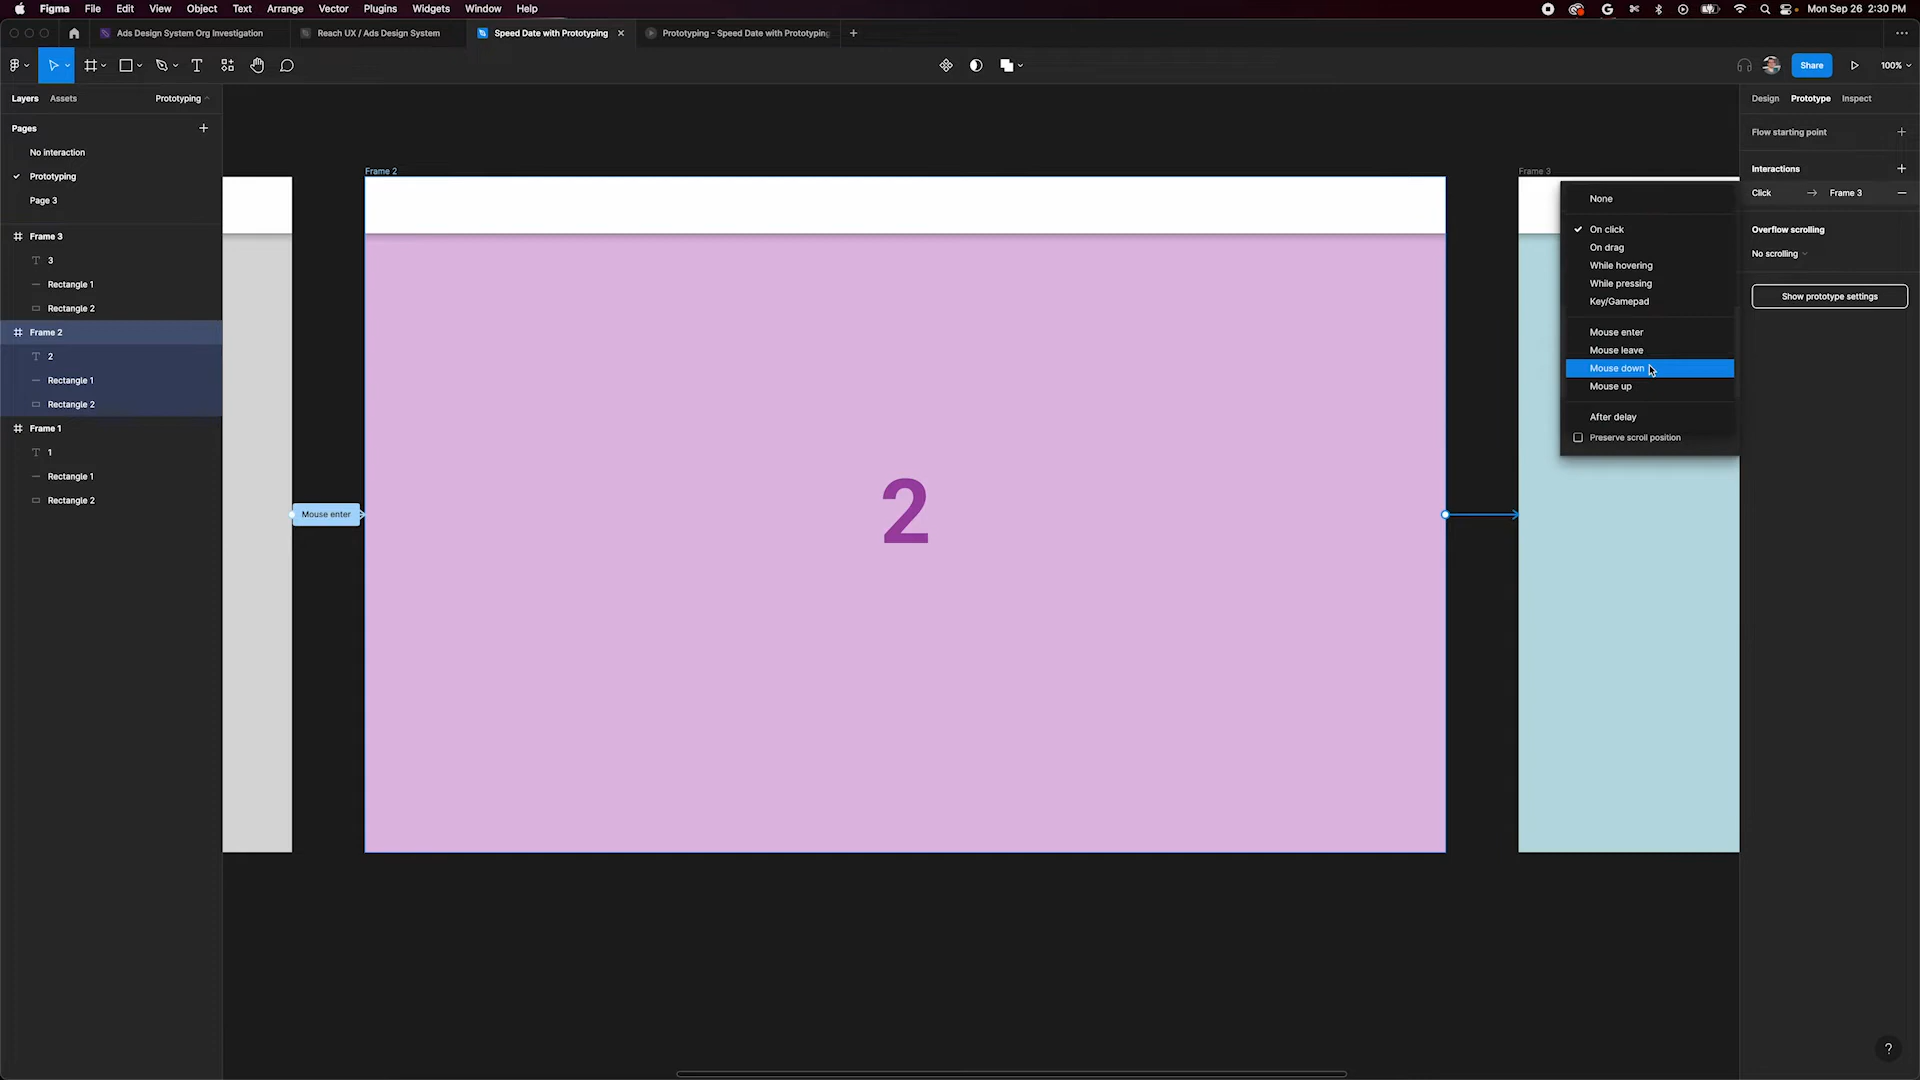 Figma File Edit View Object Text Arrange Vector Plugins Widgets Window Help Mon Sep 26 2:30 PM
Ads Design System Org Investigation Reach UX / Ads Design System Speed Date with Prototyping Prototyping - Speed Date with Prototyping
Share 100%
Layers Assets Prototyping
Pages
No interaction
Prototyping
Page 3
Frame 3
3
Rectangle 1
Rectangle 2
Frame 2
2
Rectangle 1
Rectangle 2
Frame 1
1
Rectangle 1
Rectangle 2
Frame 2
Mouse enter
2
Frame 3
None
On click
On drag
While hovering
While pressing
Key/Gamepad
Mouse enter
Mouse leave
Mouse down
Mouse up
After delay
Preserve scroll position
Design Prototype Inspect
Flow starting point
Interactions
Click Frame 3
Overflow scrolling
No scrolling
Show prototype settings
?